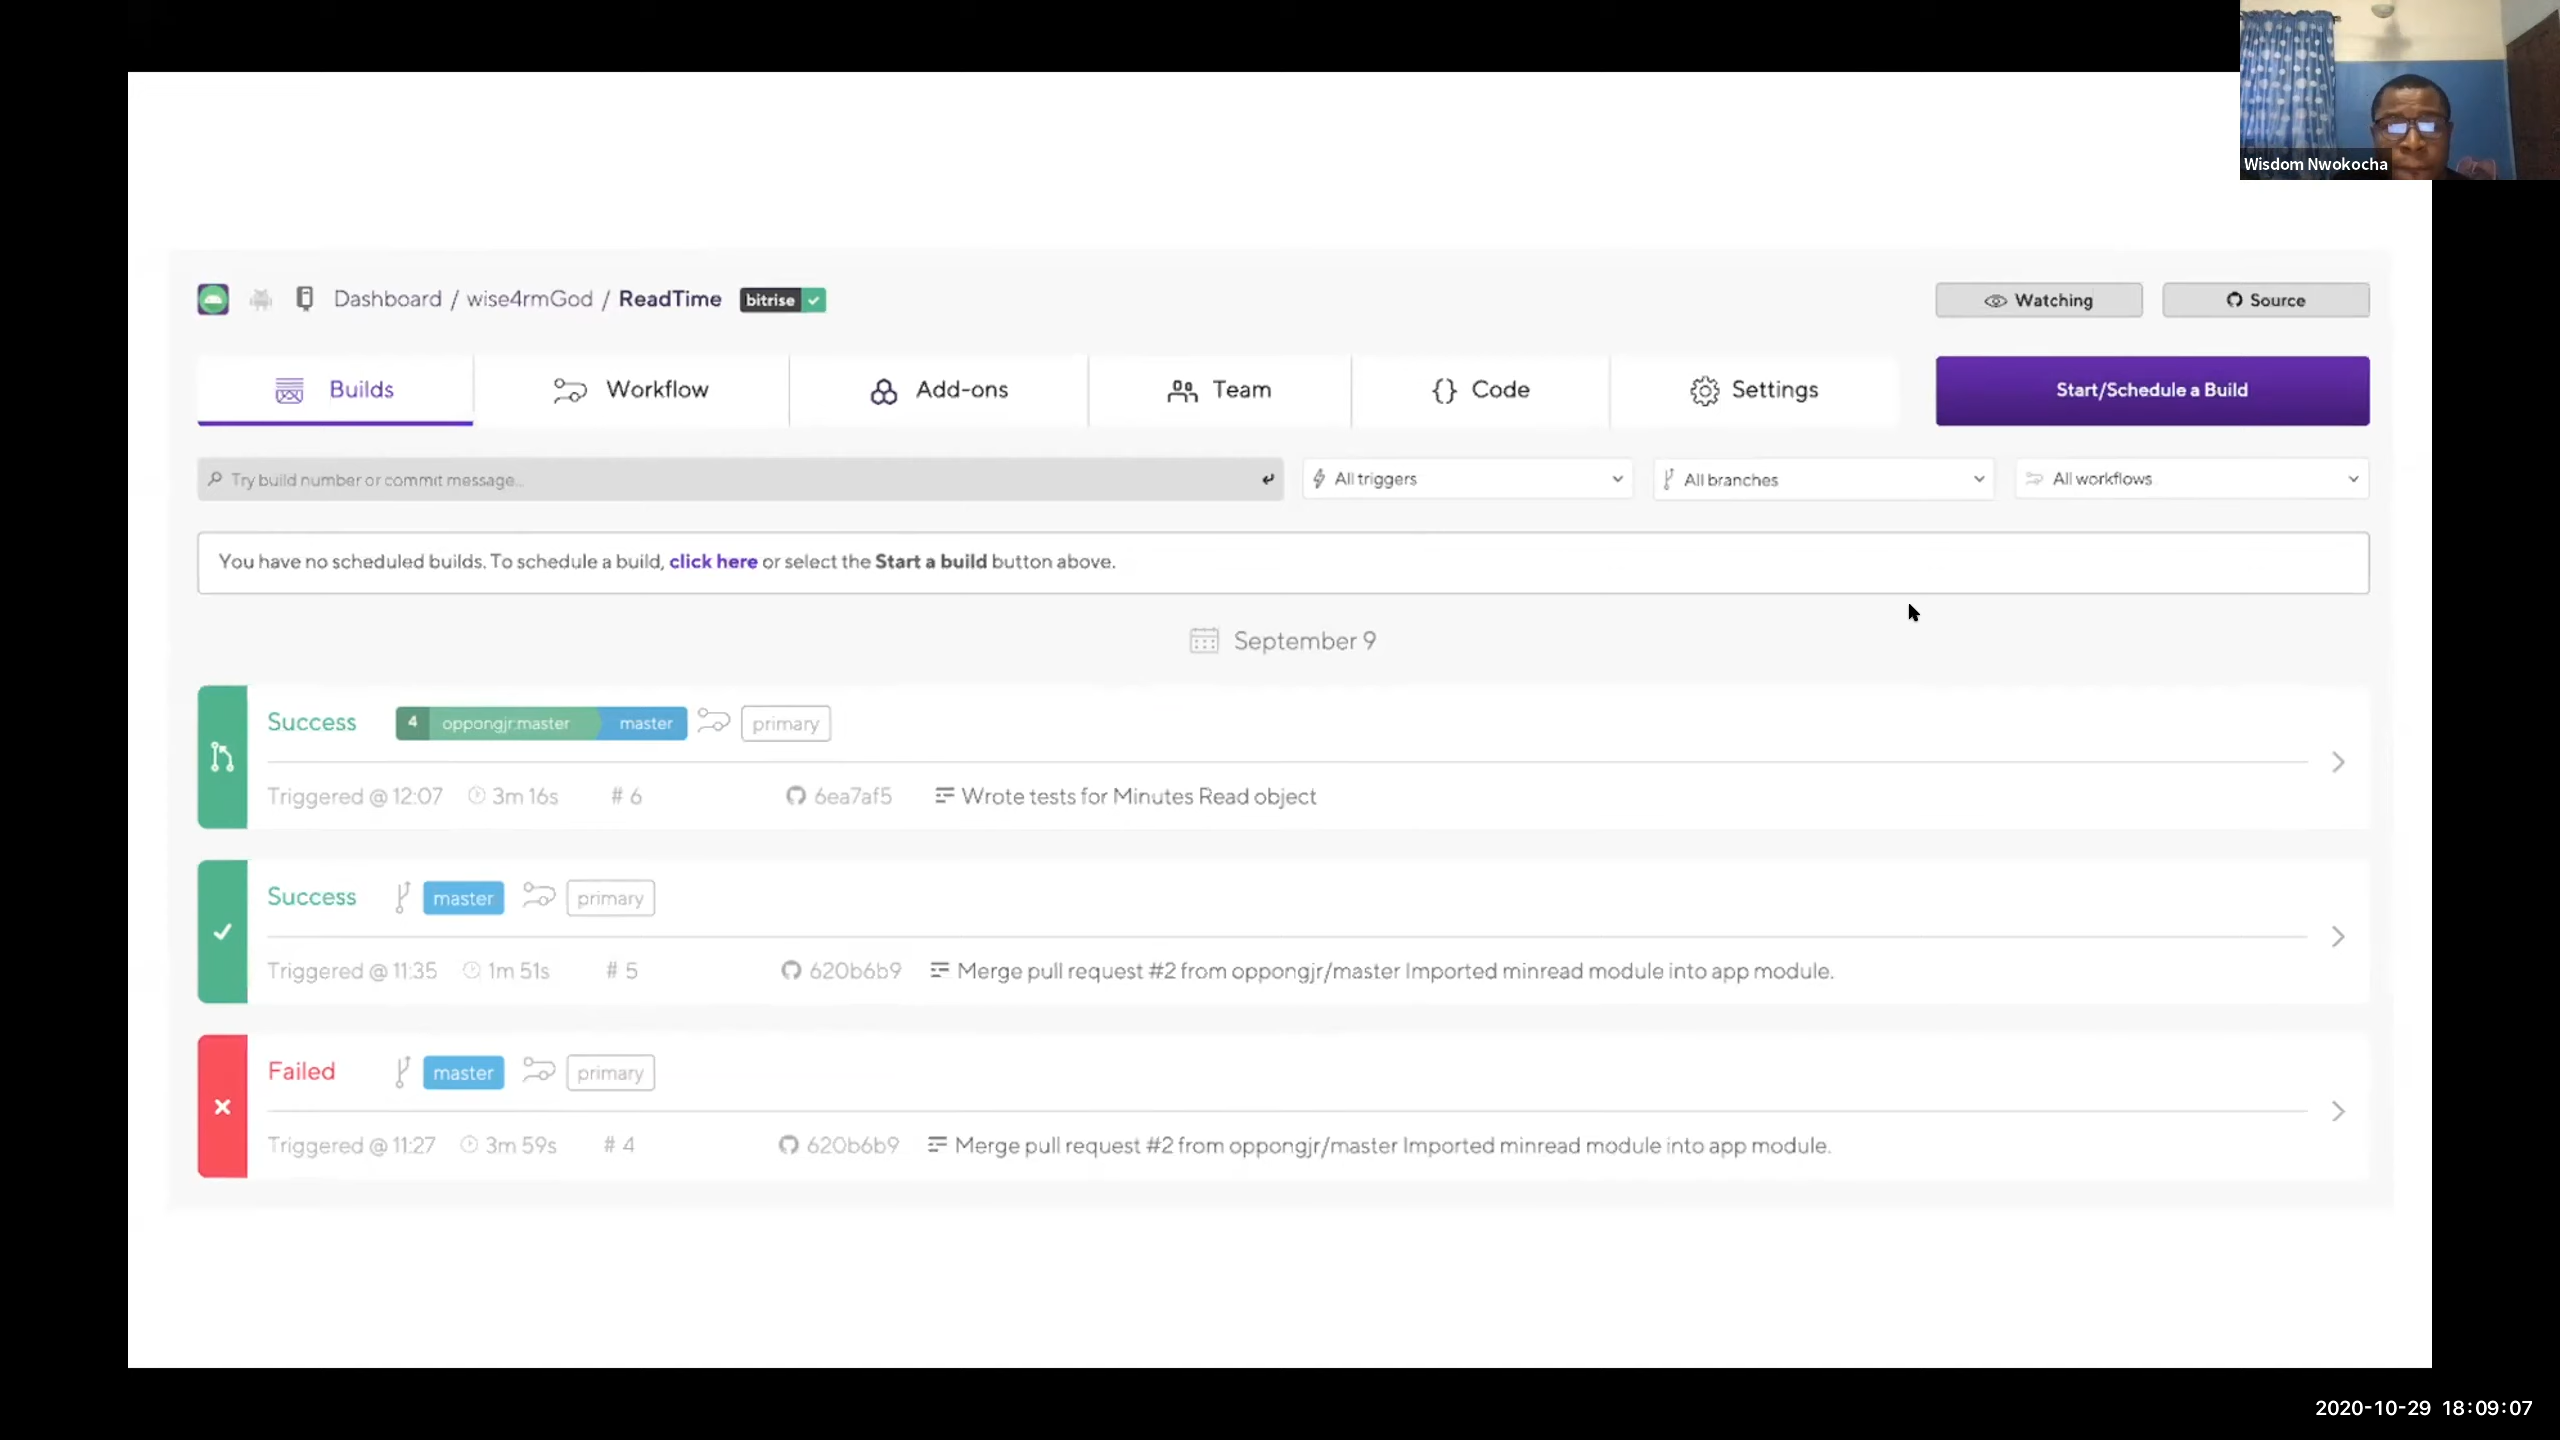 Wisdom Nwokocha
Dashboard / wise4rmGod / ReadTime bitrise
Watching
Source
Builds
Workflow
Add-ons
Team
Code
Settings
Start/Schedule a Build
Try build number or commit message...
All triggers
All branches
All workflows
You have no scheduled builds. To schedule a build, click here or select the Start a build button above.
September 9
Success 4 oppongjr:master master primary
Triggered @ 12:07 3m 16s # 6 6ea7af5 Wrote tests for Minutes Read object
Success master primary
Triggered @ 11:35 1m 51s # 5 620b6b9 Merge pull request #2 from oppongjr/master Imported minread module into app module.
Failed master primary
Triggered @ 11:27 3m 59s # 4 620b6b9 Merge pull request #2 from oppongjr/master Imported minread module into app module.
2020-10-29 18:09:07